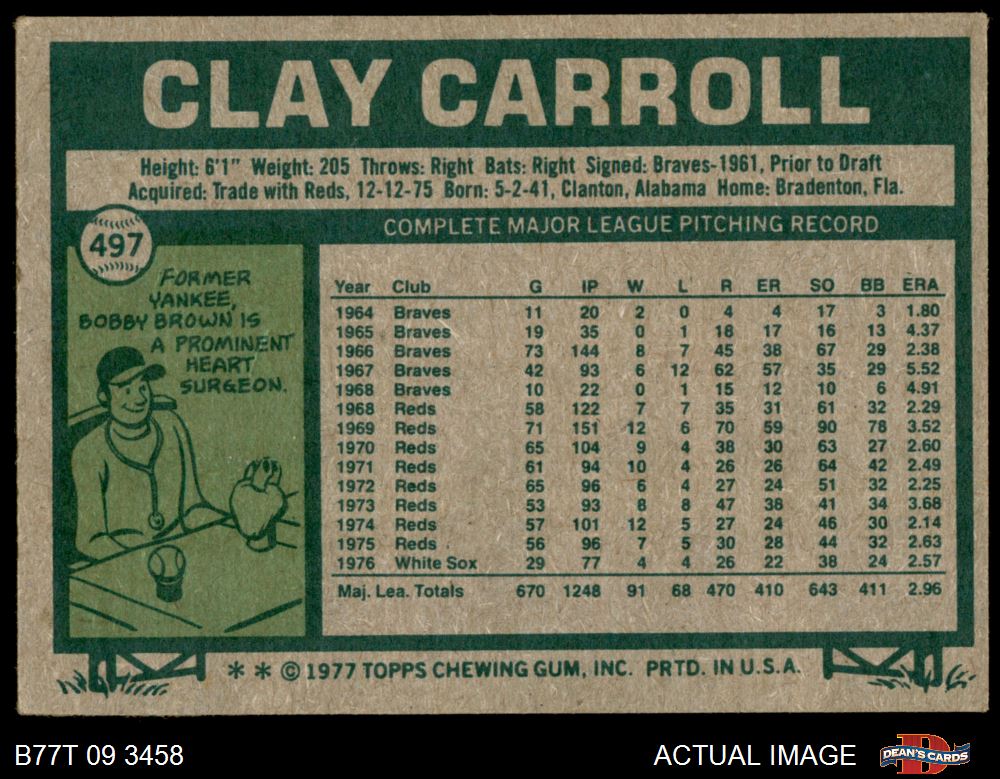 CLAY CARROLL
Height: 6'1" Weight: 205 Throws: Right Bats: Right Signed: Braves-1961, Prior to Draft
Acquired: Trade with Reds, 12-12-75 Born: 5-2-41, Clanton, Alabama Home: Bradenton, Fla.
497
FORMER
YANKEE,
BOBBY BROWN IS
A PROMINENT
HEART
SURGEON.
COMPLETE MAJOR LEAGUE PITCHING RECORD
Year Club G IP W L R ER SO BB ERA
1964 Braves 11 20 2 0 4 4 17 3 1.80
1965 Braves 19 35 0 1 18 17 16 13 4.37
1966 Braves 73 144 8 7 45 38 67 29 2.38
1967 Braves 42 93 6 12 62 57 35 29 5.52
1968 Braves 10 22 0 1 15 12 10 6 4.91
1968 Reds 58 122 7 7 35 31 61 32 2.29
1969 Reds 71 151 12 6 70 59 90 78 3.52
1970 Reds 65 104 9 4 38 30 63 27 2.60
1971 Reds 61 94 10 4 26 26 64 42 2.49
1972 Reds 65 96 6 4 27 24 51 32 2.25
1973 Reds 53 93 8 8 47 38 41 34 3.68
1974 Reds 57 101 12 5 27 24 46 30 2.14
1975 Reds 56 96 7 5 30 28 44 32 2.63
1976 White Sox 29 77 4 4 26 22 38 24 2.57
Maj. Lea. Totals 670 1248 91 68 470 410 643 411 2.96
* * © 1977 TOPPS CHEWING GUM, INC. PRTD. IN U.S.A.
B77T 09 3458
ACTUAL IMAGE
D
DEAN'S CARDS